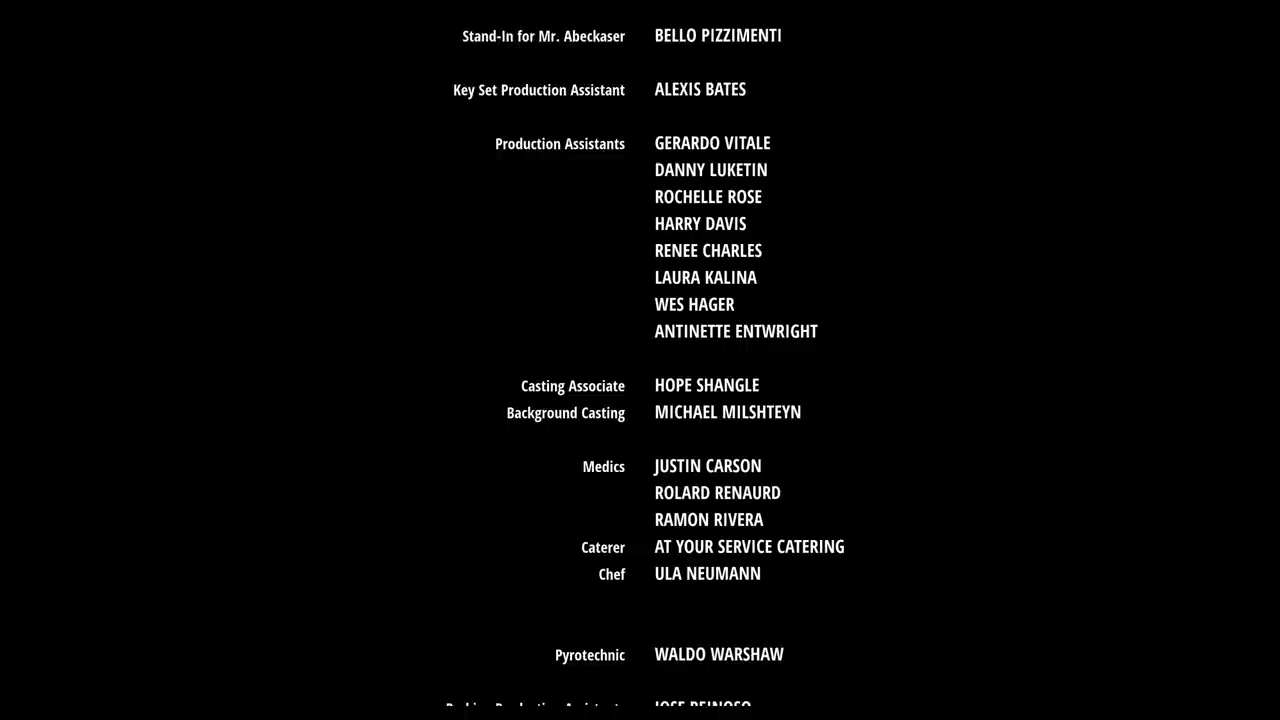 Stand-In for Mr. Abeckaser BELLO PIZZIMENTI
Key Set Production Assistant ALEXIS BATES
Production Assistants GERARDO VITALE
DANNY LUKETIN
ROCHELLE ROSE
HARRY DAVIS
RENEE CHARLES
LAURA KALINA
WES HAGER
ANTINETTE ENTWRIGHT
Casting Associate HOPE SHANGLE
Background Casting MICHAEL MILSHTEYN
Medics JUSTIN CARSON
ROLARD RENAURD
RAMON RIVERA
Caterer AT YOUR SERVICE CATERING
Chef ULA NEUMANN
Pyrotechnic WALDO WARSHAW
Production JOSE REINOSO